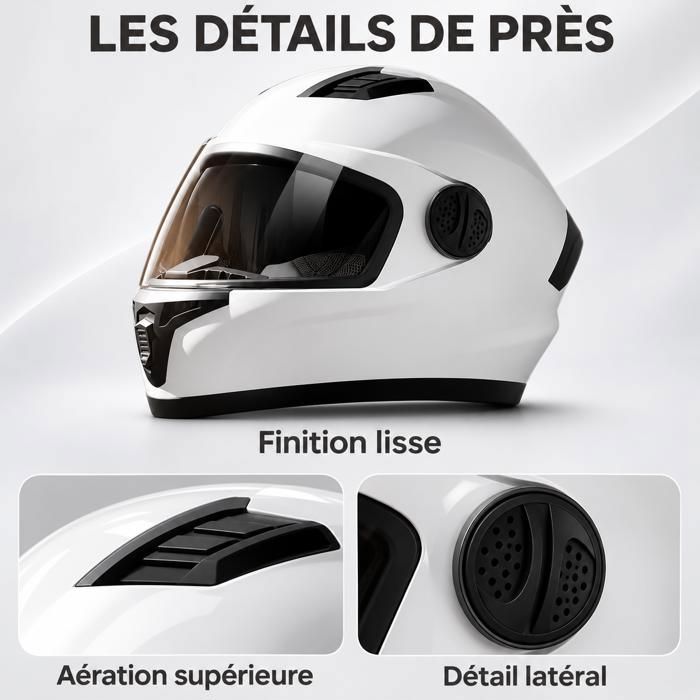 LES DÉTAILS DE PRÈS
Finition lisse
Aération supérieure
Détail latéral